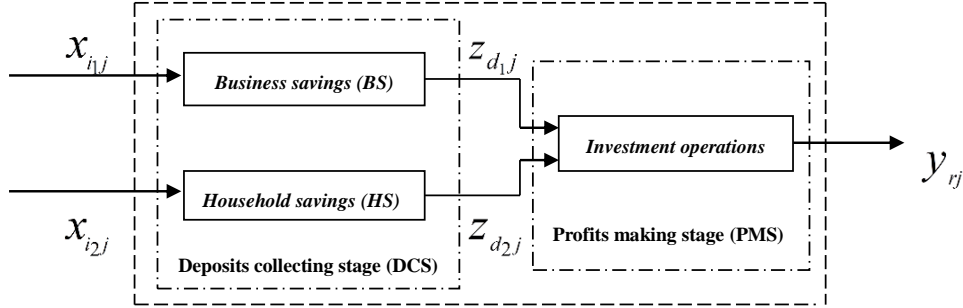 x_{i_1 j}
z_{d_1 j}
Business savings (BS)
Investment operations
y_{rj}
Household savings (HS)
x_{i_2 j}
z_{d_2 j}
Profits making stage (PMS)
Deposits collecting stage (DCS)